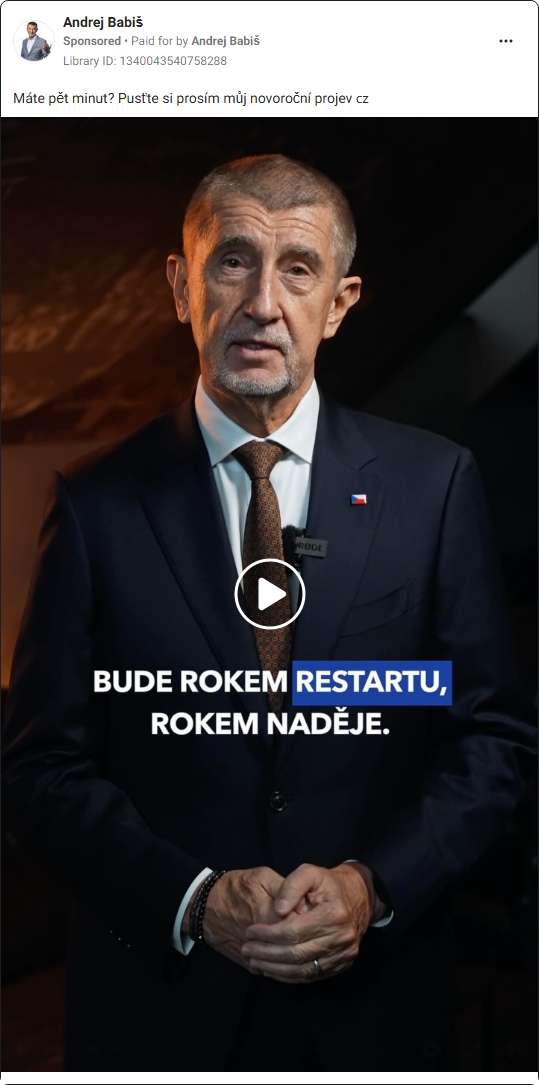 Andrej Babiš
Sponsored • Paid for by Andrej Babiš
Library ID: 1340043540758288
Máte pět minut? Pusťte si prosím můj novoroční projev cz
RØDE
BUDE ROKEM RESTARTU,
ROKEM NADĚJE.